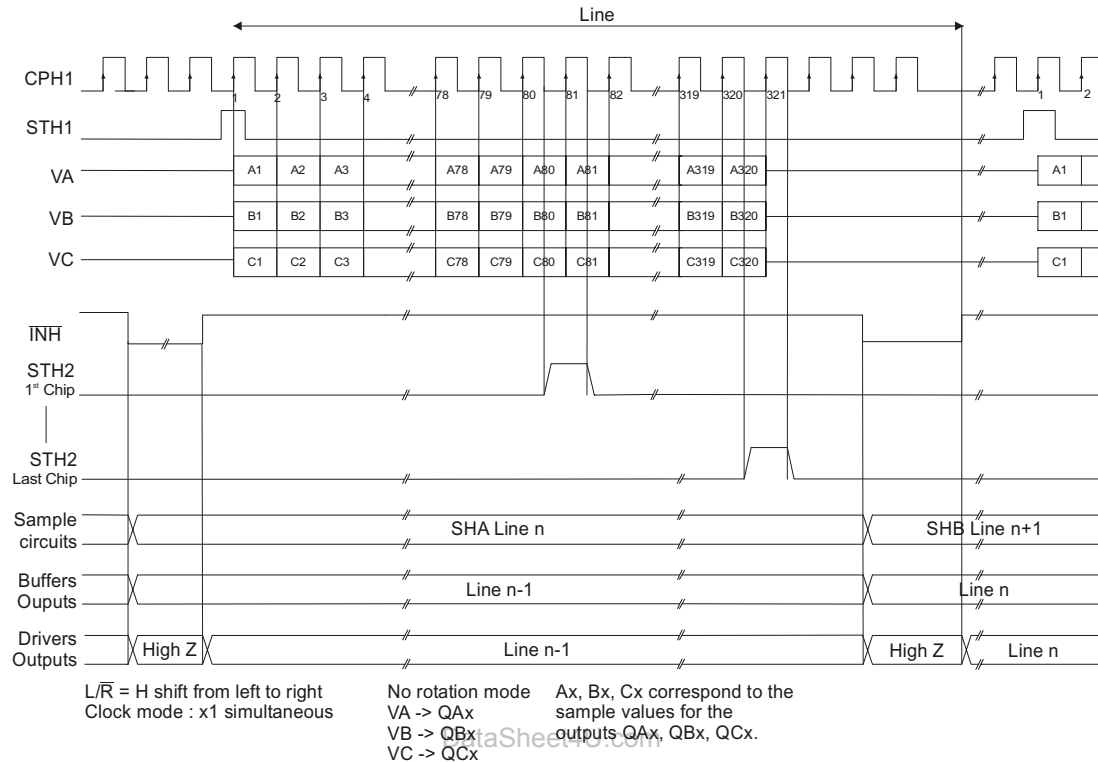 Line
CPH1
1 2 3 4 78 79 80 81 82 319 320 321 1 2
STH1
VA A1 A2 A3 A78 A79 A80 A81 A319 A320 A1
VB B1 B2 B3 B78 B79 B80 B81 B319 B320 B1
VC C1 C2 C3 C78 C79 C80 C81 C319 C320 C1
INH
STH2
1st Chip
STH2
Last Chip
Sample
circuits
SHA Line n SHB Line n+1
Buffers
Ouputs
Line n-1 Line n
Drivers
Outputs
High Z Line n-1 High Z Line n
L/R = H shift from left to right
Clock mode : x1 simultaneous
No rotation mode
VA -> QAx
VB -> QBx
VC -> QCx
Ax, Bx, Cx correspond to the
sample values for the
outputs QAx, QBx, QCx.
DataSheet4U.com